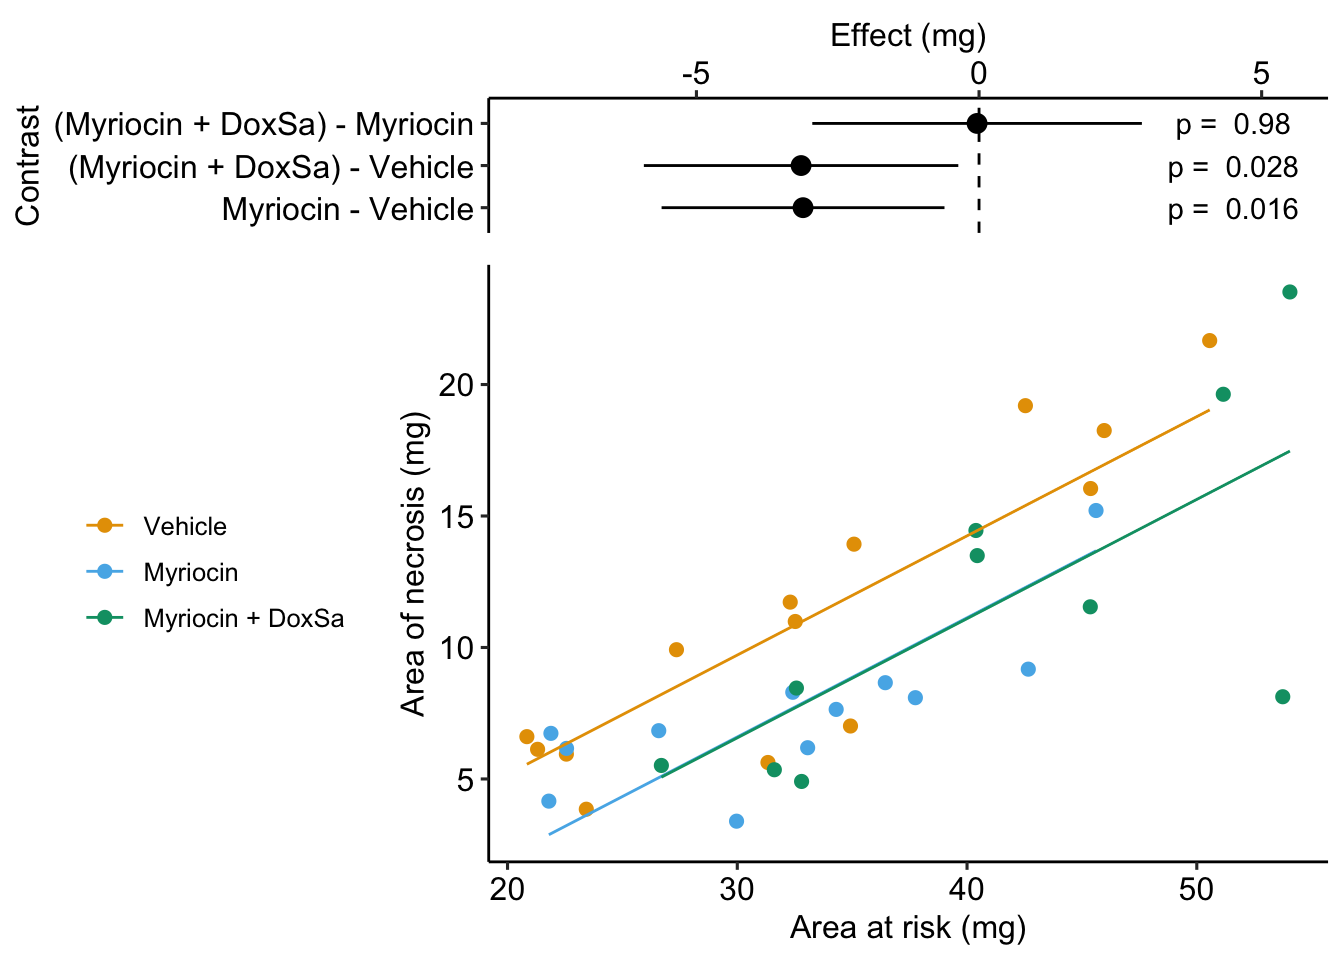 Effect (mg)
-5 0 5
Contrast
(Myriocin + DoxSa) - Myriocin p = 0.98
(Myriocin + DoxSa) - Vehicle p = 0.028
Myriocin - Vehicle p = 0.016
Vehicle
Myriocin
Myriocin + DoxSa
Area of necrosis (mg)
20
15
10
5
20 30 40 50
Area at risk (mg)